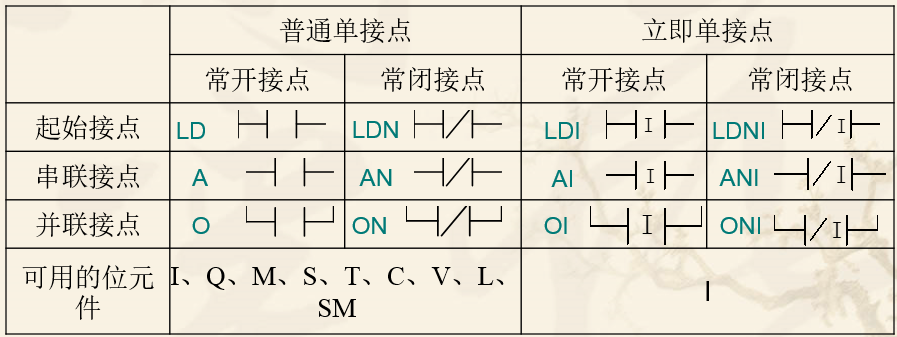 普通单接点 立即单接点
常开接点 常闭接点 常开接点 常闭接点
起始接点 LD LDN LDI I LDNI I
串联接点 A AN AI I ANI I
并联接点 O ON OI I ONI I
可用的位元件 I、Q、M、S、T、C、V、L、SM I